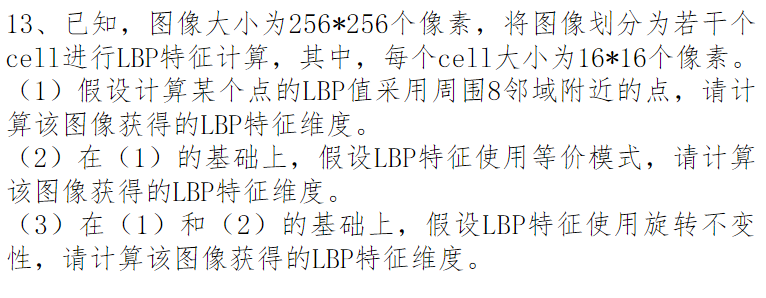 13、已知，图像大小为256*256个像素，将图像划分为若干个
cell进行LBP特征计算，其中，每个cell大小为16*16个像素。
（1）假设计算某个点的LBP值采用周围8邻域附近的点，请计
算该图像获得的LBP特征维度。
（2）在（1）的基础上，假设LBP特征使用等价模式，请计算
该图像获得的LBP特征维度。
（3）在（1）和（2）的基础上，假设LBP特征使用旋转不变
性，请计算该图像获得的LBP特征维度。